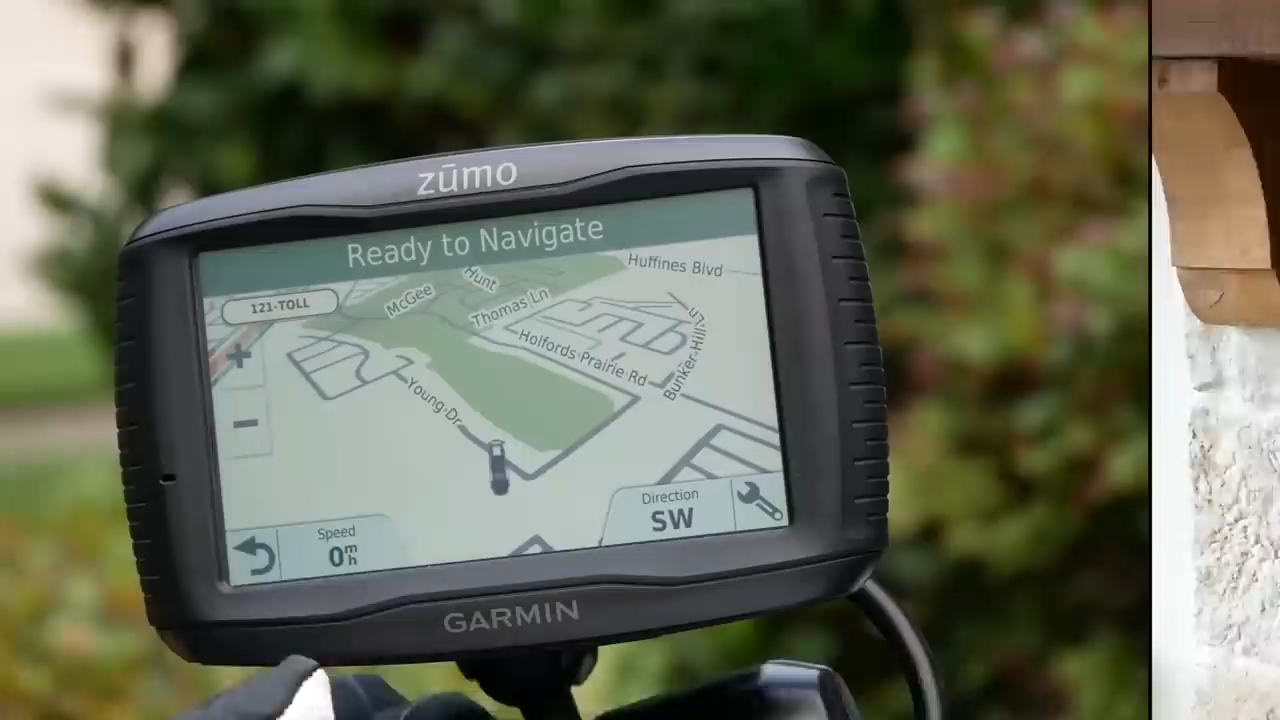 zūmo
Ready to Navigate
Huffines Blvd
Hunt
McGee
121-TOLL
Thomas Ln
Holfords Prairie Rd
Bunker Hill Ln
+
Young Dr
−
Direction
SW
Speed
0 mh
GARMIN